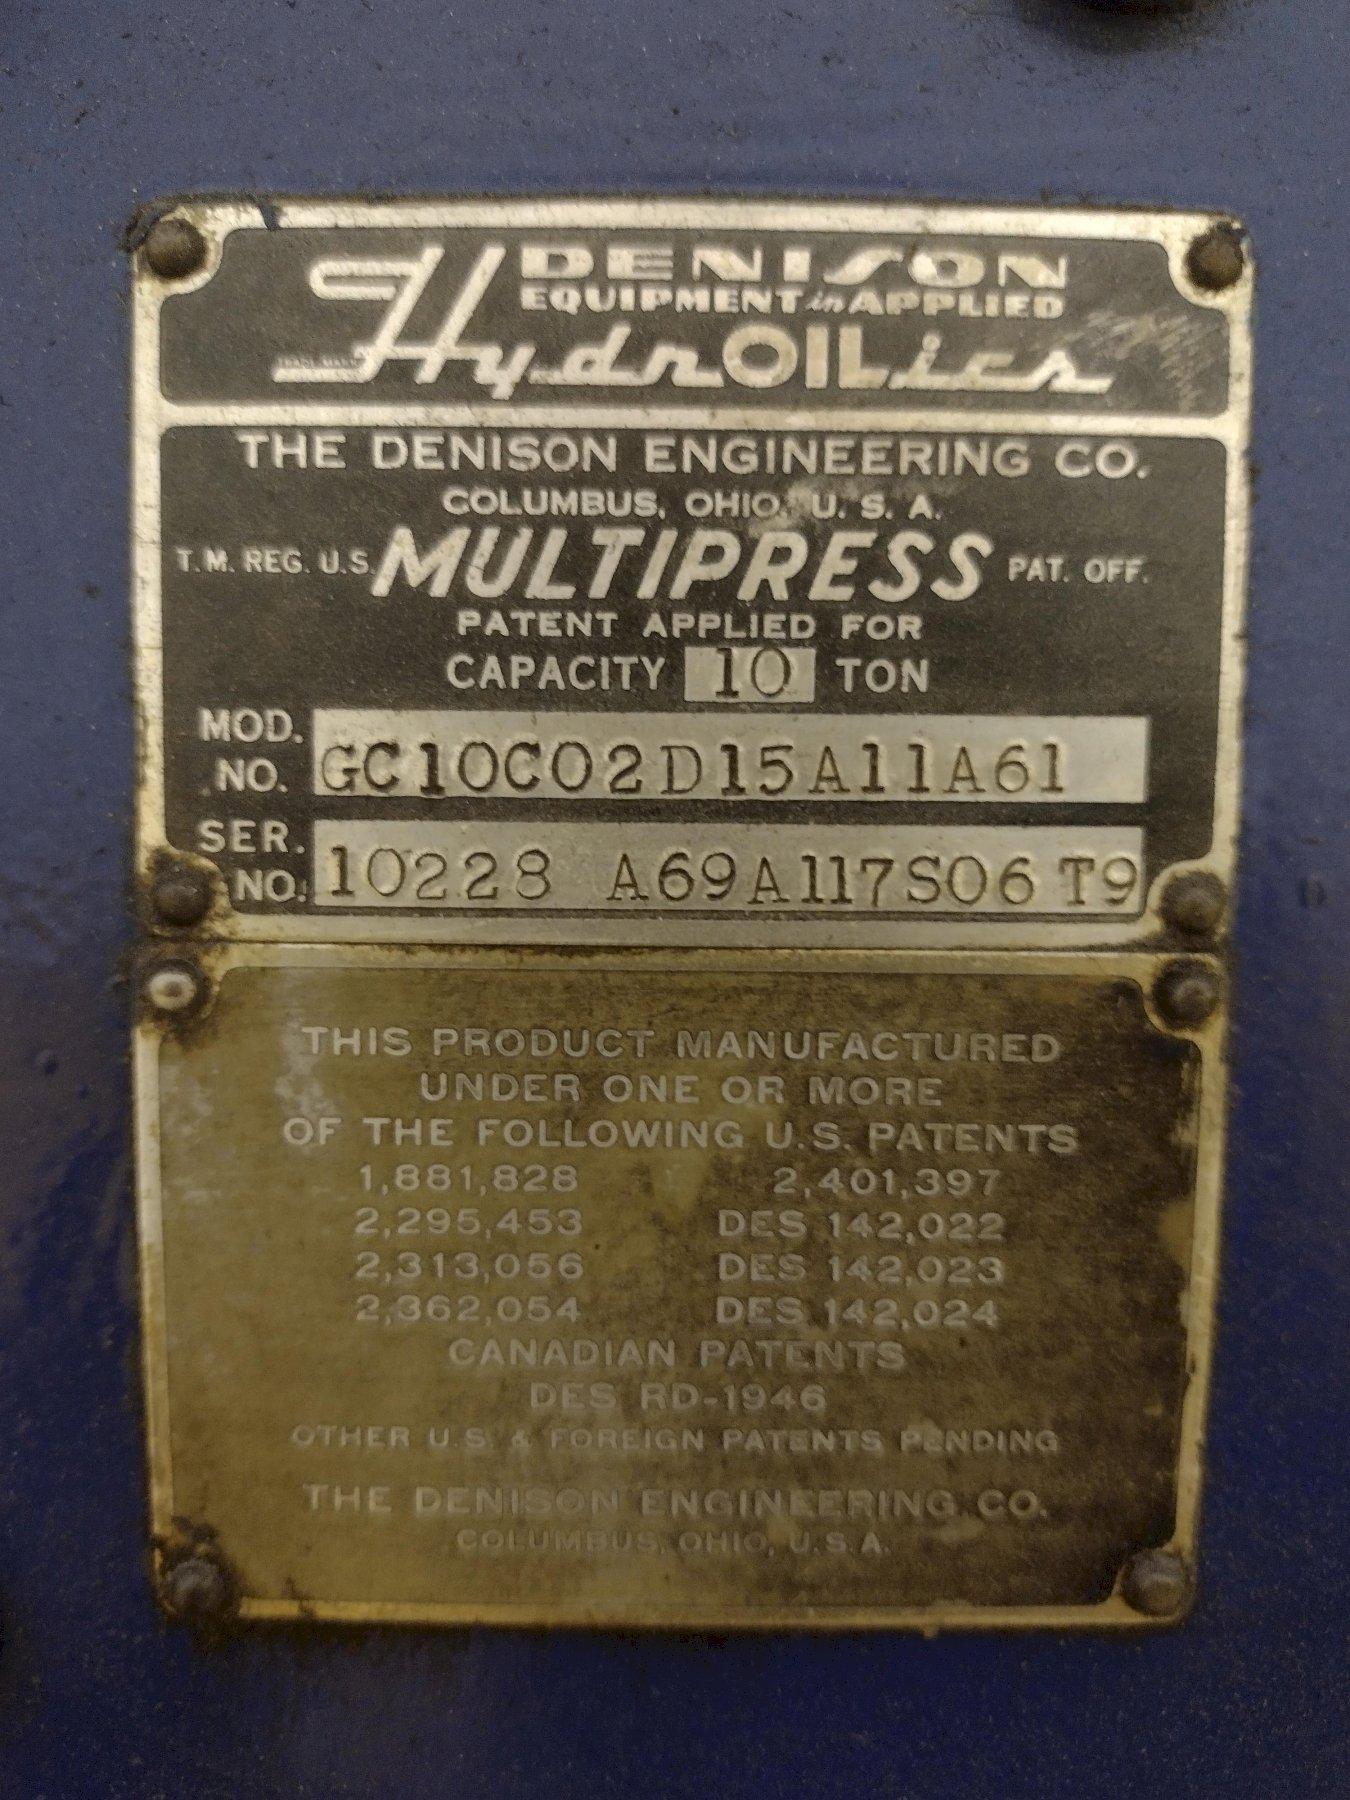 DENISON
EQUIPMENT in APPLIED
HydrOILics
THE DENISON ENGINEERING CO.
COLUMBUS, OHIO, U. S. A.
T.M. REG. U.S. MULTIPRESS PAT. OFF.
PATENT APPLIED FOR
CAPACITY 10 TON
MOD. NO. GC10C02D15A11A61
SER. NO. 10228 A69A117S06 T9
THIS PRODUCT MANUFACTURED
UNDER ONE OR MORE
OF THE FOLLOWING U.S. PATENTS
1,881,828 2,401,397
2,295,453 DES 142,022
2,313,056 DES 142,023
2,362,054 DES 142,024
CANADIAN PATENTS
DES RD-1946
OTHER U.S. & FOREIGN PATENTS PENDING
THE DENISON ENGINEERING CO.
COLUMBUS, OHIO, U.S.A.